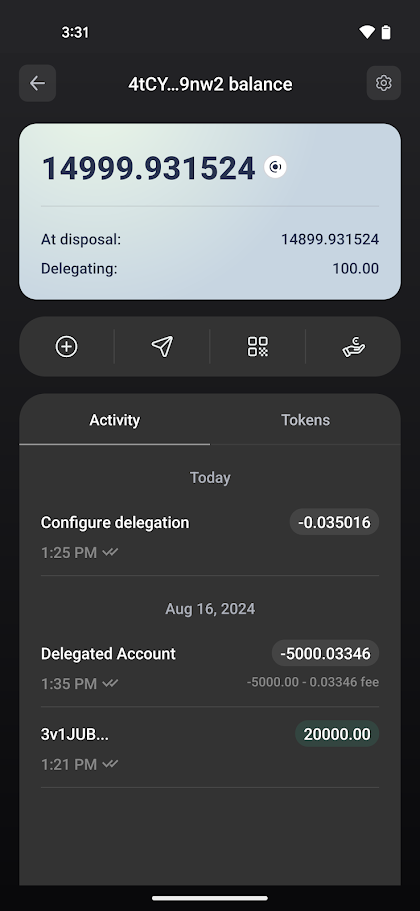 3:31
4tCY...9nw2 balance
14999.931524
At disposal: 14899.931524
Delegating: 100.00
Activity Tokens
Today
Configure delegation -0.035016
1:25 PM
Aug 16, 2024
Delegated Account -5000.03346
1:35 PM -5000.00 - 0.03346 fee
3v1JUB... 20000.00
1:21 PM